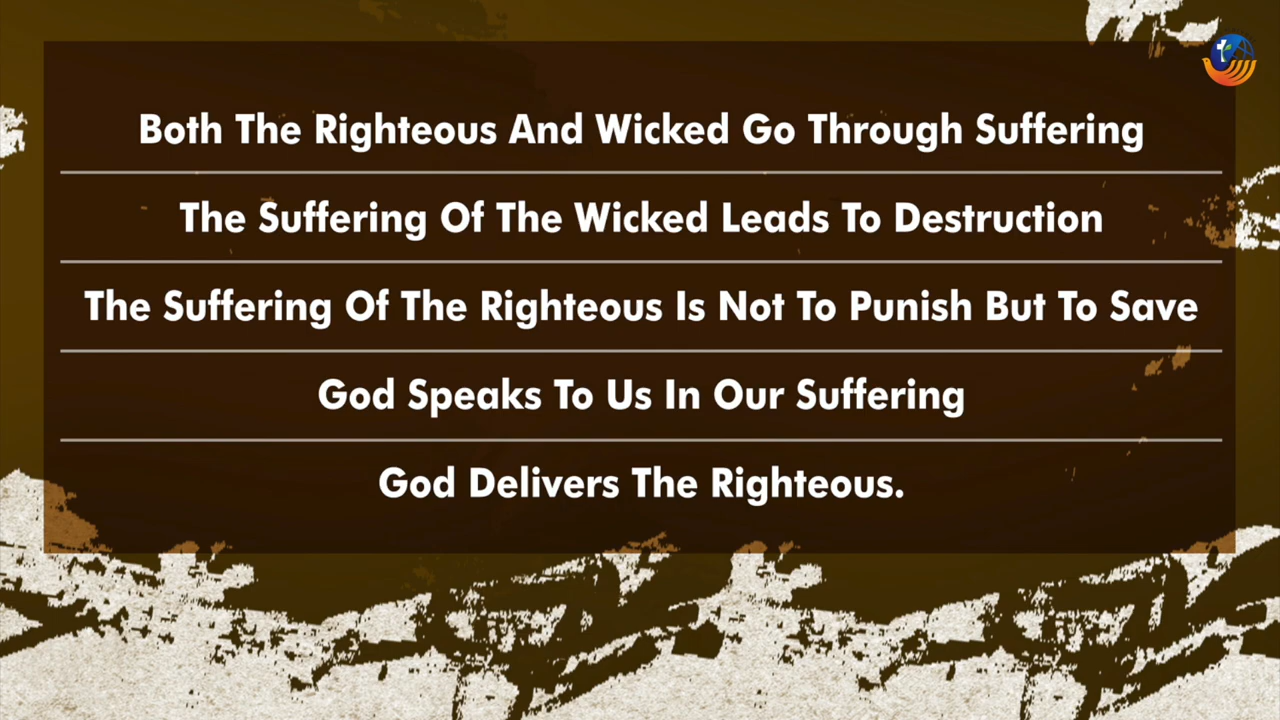 Both The Righteous And Wicked Go Through Suffering
The Suffering Of The Wicked Leads To Destruction
The Suffering Of The Righteous Is Not To Punish But To Save
God Speaks To Us In Our Suffering
God Delivers The Righteous.